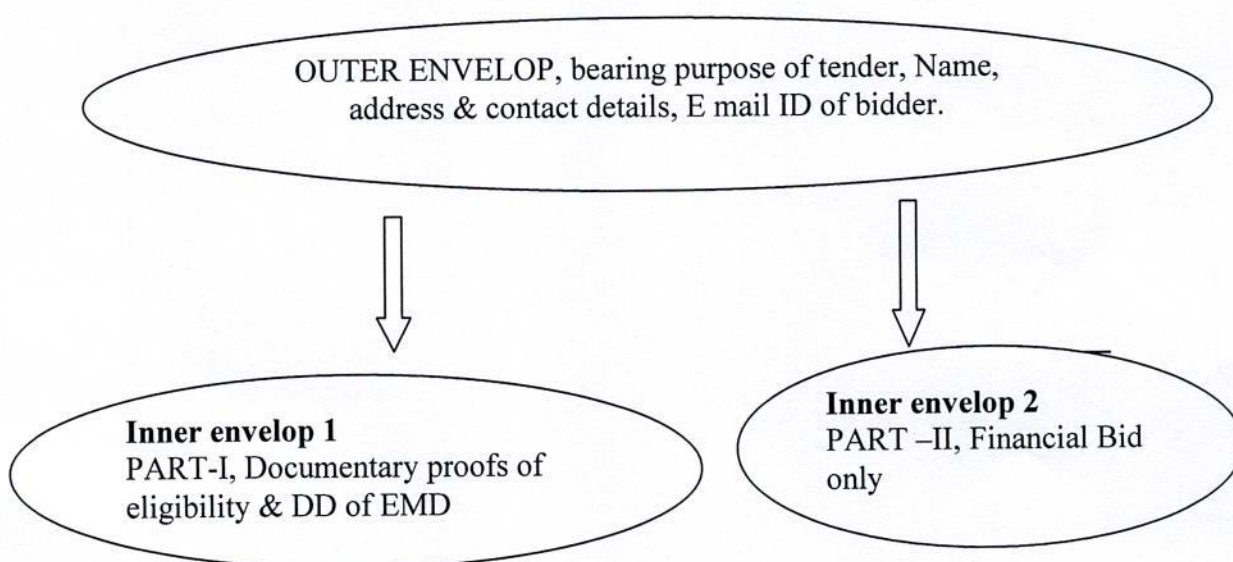 OUTER ENVELOP, bearing purpose of tender, Name,
address & contact details, E mail ID of bidder.
Inner envelop 1
PART-I, Documentary proofs of
eligibility & DD of EMD
Inner envelop 2
PART –II, Financial Bid
only